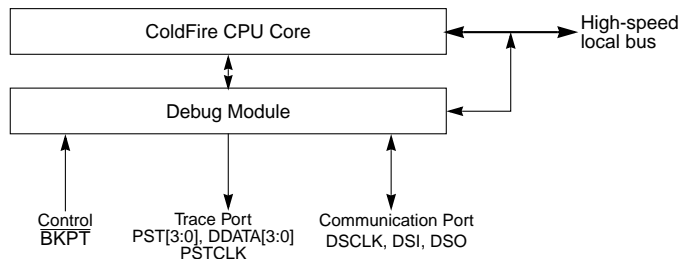 ColdFire CPU Core
High-speed
local bus
Debug Module
Control
BKPT
Trace Port
PST[3:0], DDATA[3:0]
PSTCLK
Communication Port
DSCLK, DSI, DSO